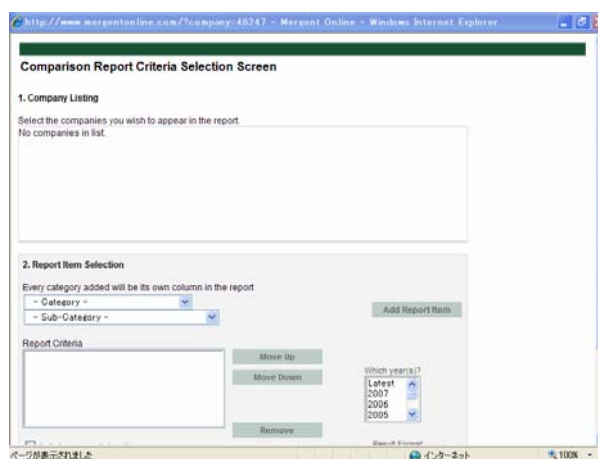 http://www.mergentonline.com/?company=46247 - Mergent Online - Windows Internet Explorer
Comparison Report Criteria Selection Screen
1. Company Listing
Select the companies you wish to appear in the report.
No companies in list.
2. Report Item Selection
Every category added will be its own column in the report
- Category -
- Sub-Category -
Add Report Item
Report Criteria
Move Up
Move Down
Remove
Which year(s)?
Latest
2007
2006
2005
Result Format
ページが表示されました
インターネット
100%